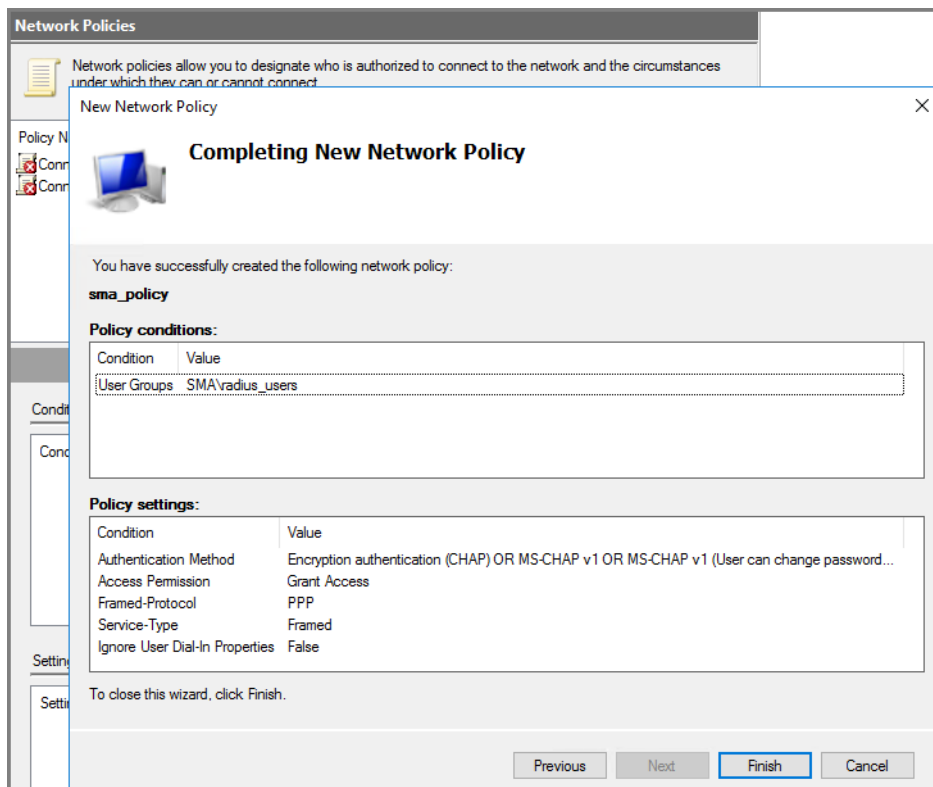 Network Policies
Network policies allow you to designate who is authorized to connect to the network and the circumstances
under which they can or cannot connect.
New Network Policy
Policy N
Conn
Conn
Completing New Network Policy
You have successfully created the following network policy:
sma_policy
Policy conditions:
Condition Value
User Groups SMA\radius_users
Condit
Cond
Policy settings:
Condition Value
Authentication Method Encryption authentication (CHAP) OR MS-CHAP v1 OR MS-CHAP v1 (User can change password...
Access Permission Grant Access
Framed-Protocol PPP
Service-Type Framed
Ignore User Dial-In Properties False
Setting
Settin
To close this wizard, click Finish.
Previous Next Finish Cancel